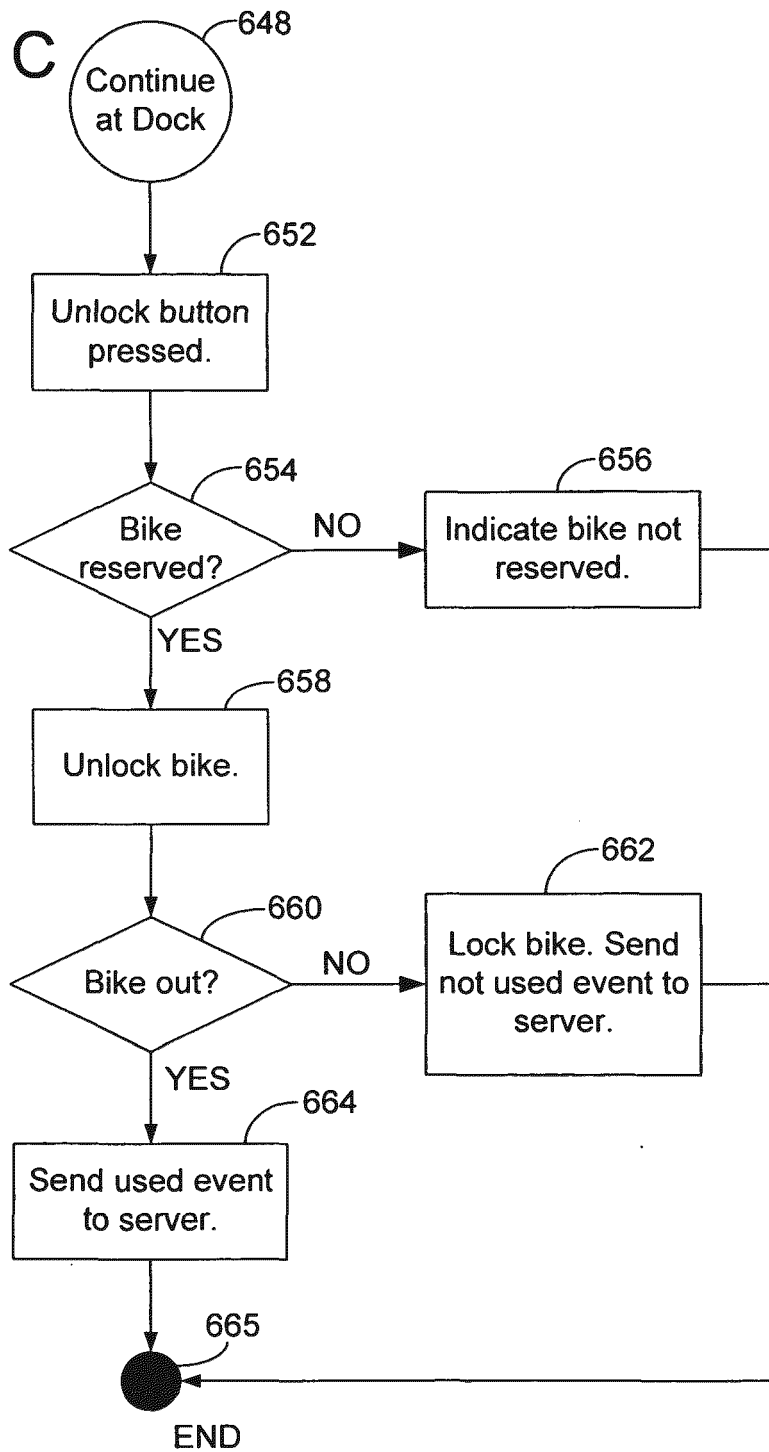 648
C
Continue
at Dock
652
Unlock button
pressed.
654
Bike
reserved?
NO
656
Indicate bike not
reserved.
YES
658
Unlock bike.
660
Bike out?
NO
662
Lock bike. Send
not used event to
server.
YES
664
Send used event
to server.
665
END